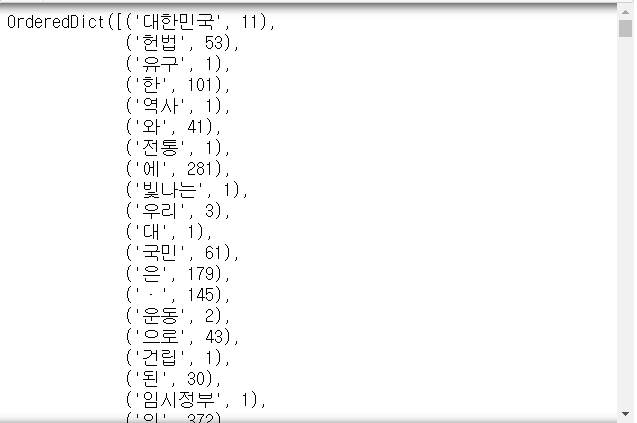 OrderedDict([('대한민국', 11),
('헌법', 53),
('유구', 1),
('한', 101),
('역사', 1),
('와', 41),
('전통', 1),
('에', 281),
('빛나는', 1),
('우리', 3),
('대', 1),
('국민', 61),
('은', 179),
('·', 145),
('운동', 2),
('으로', 43),
('건립', 1),
('된', 30),
('임시정부', 1),
('의', 372)